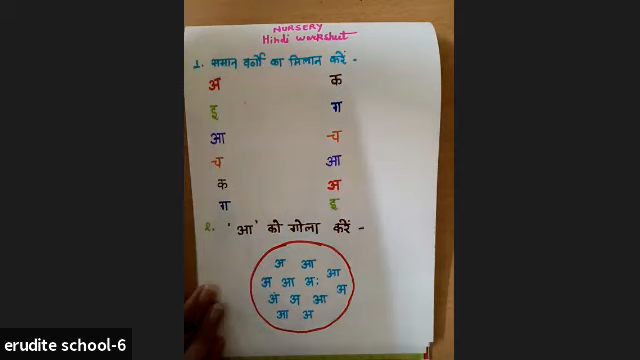 NURSERY
Hindi worksheet
1. समान वर्णो का मिलान करें -
अ क
इ ग
आ च
च आ
क अ
ग इ
2. 'आ' को गोला करें -
अ आ
अ आ अः आ
अं अ आ अ
आ अ
erudite school-6